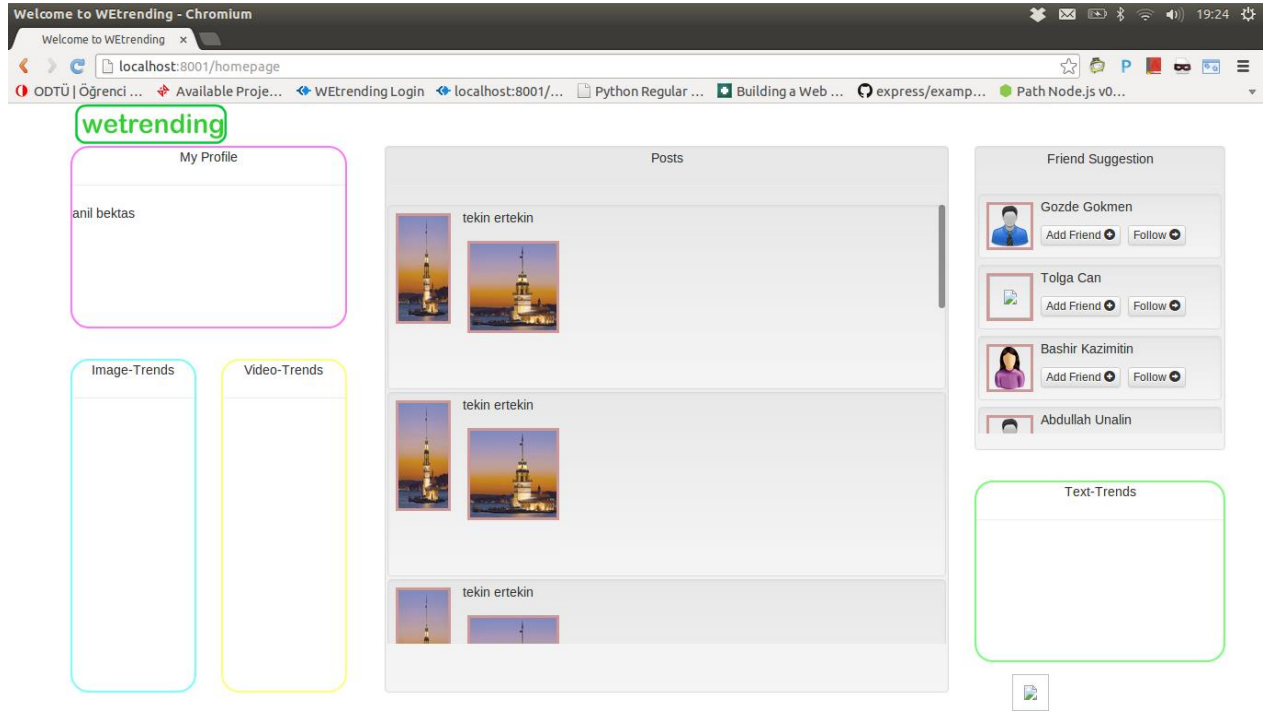 Welcome to WEtrending - Chromium
19:24
Welcome to WEtrending ×
localhost:8001/homepage
P
ODTÜ | Öğrenci ... Available Proje... WEtrending Login localhost:8001/... Python Regular ... Building a Web ... express/examp... Path Node.js v0...
wetrending
My Profile
anil bektas
Image-Trends
Video-Trends
Posts
tekin ertekin
tekin ertekin
tekin ertekin
Friend Suggestion
Gozde Gokmen
Add Friend Follow
Tolga Can
Add Friend Follow
Bashir Kazimitin
Add Friend Follow
Abdullah Unalin
Text-Trends